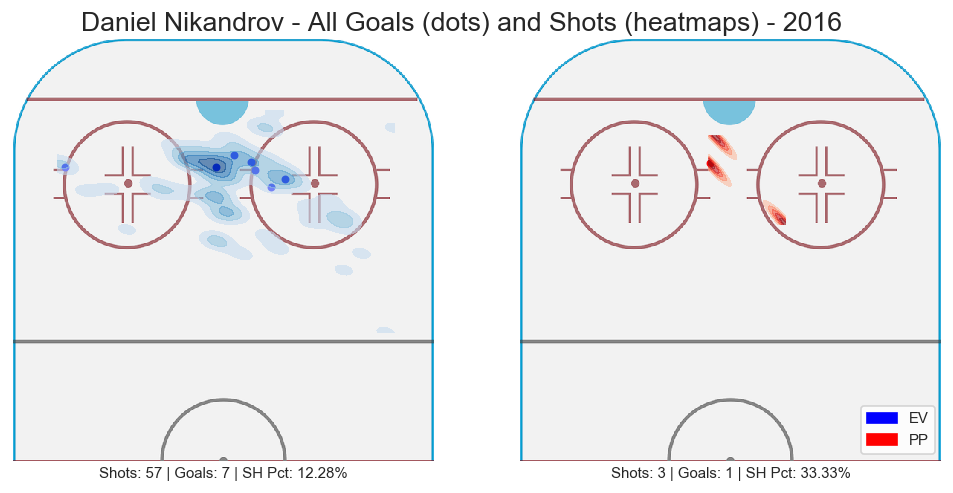 Daniel Nikandrov - All Goals (dots) and Shots (heatmaps) - 2016
EV
PP
Shots: 57 | Goals: 7 | SH Pct: 12.28%
Shots: 3 | Goals: 1 | SH Pct: 33.33%